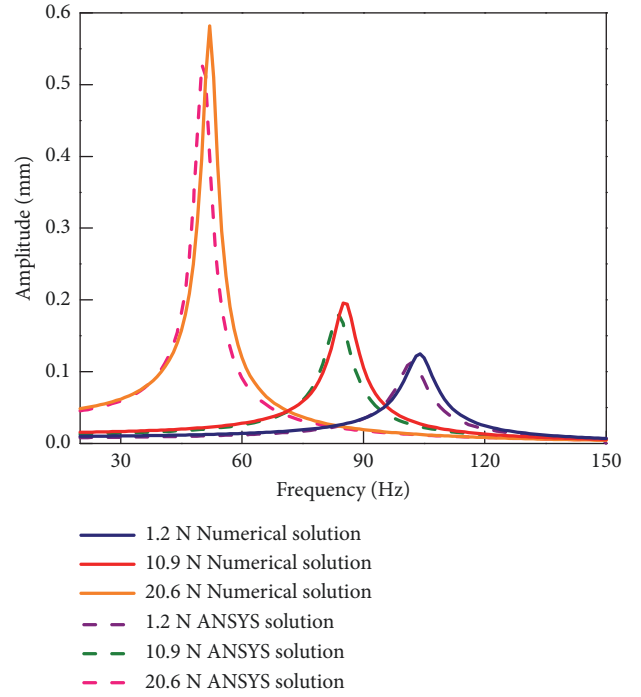 0.6
0.5
0.4
0.3
0.2
0.1
0.0
Amplitude (mm)
30 60 90 120 150
Frequency (Hz)
1.2 N Numerical solution
10.9 N Numerical solution
20.6 N Numerical solution
1.2 N ANSYS solution
10.9 N ANSYS solution
20.6 N ANSYS solution